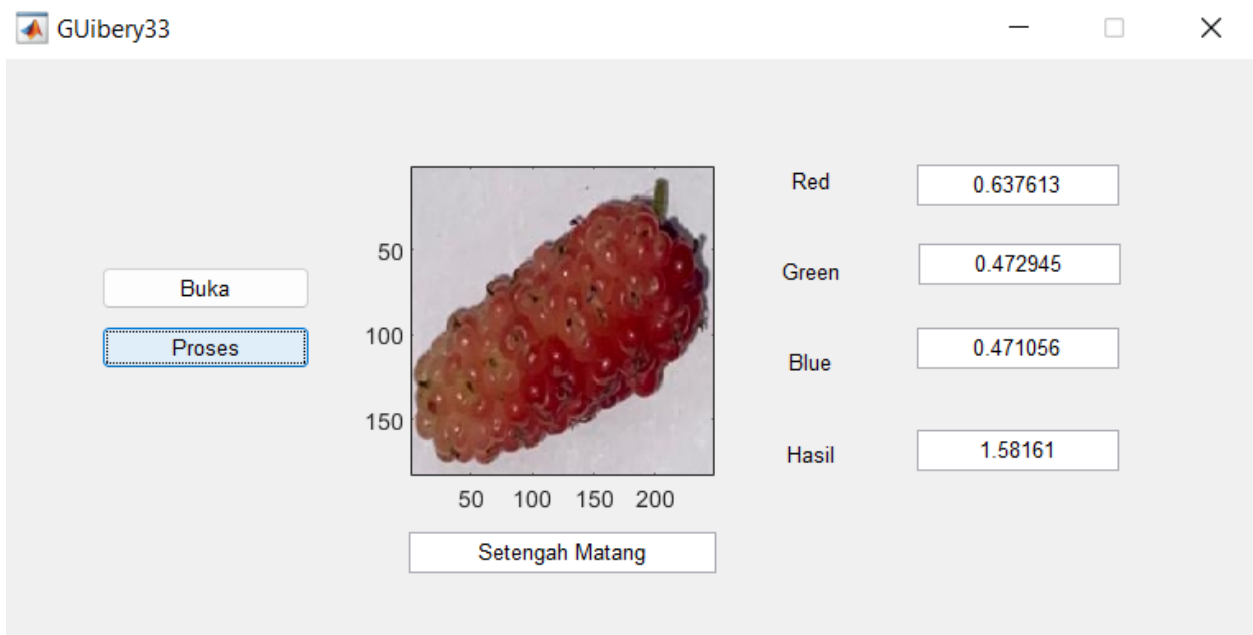 GUibery33
Buka
Proses
50
100
150
50 100 150 200
Setengah Matang
Red 0.637613
Green 0.472945
Blue 0.471056
Hasil 1.58161